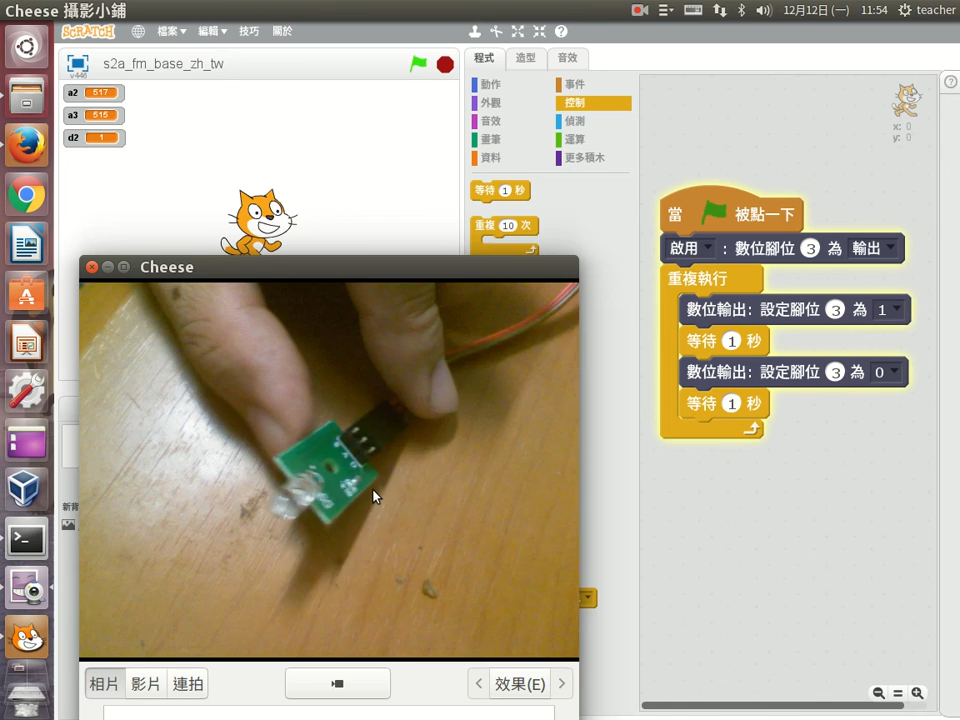 Cheese 攝影小鋪
12月12日 (一) 11:54 teacher
SCRATCH 檔案 編輯 技巧 關於
v446 s2a_fm_base_zh_tw
程式 造型 音效
a2 517
a3 515
d2 1
動作 事件
外觀 控制
音效 偵測
畫筆 運算
資料 更多積木
x: 0
y: 0
等待 1 秒
重複 10 次
當 被點一下
啟用 : 數位腳位 3 為 輸出
重複執行
數位輸出: 設定腳位 3 為 1
等待 1 秒
數位輸出: 設定腳位 3 為 0
等待 1 秒
Cheese
新背
相片 影片 連拍
效果(E)